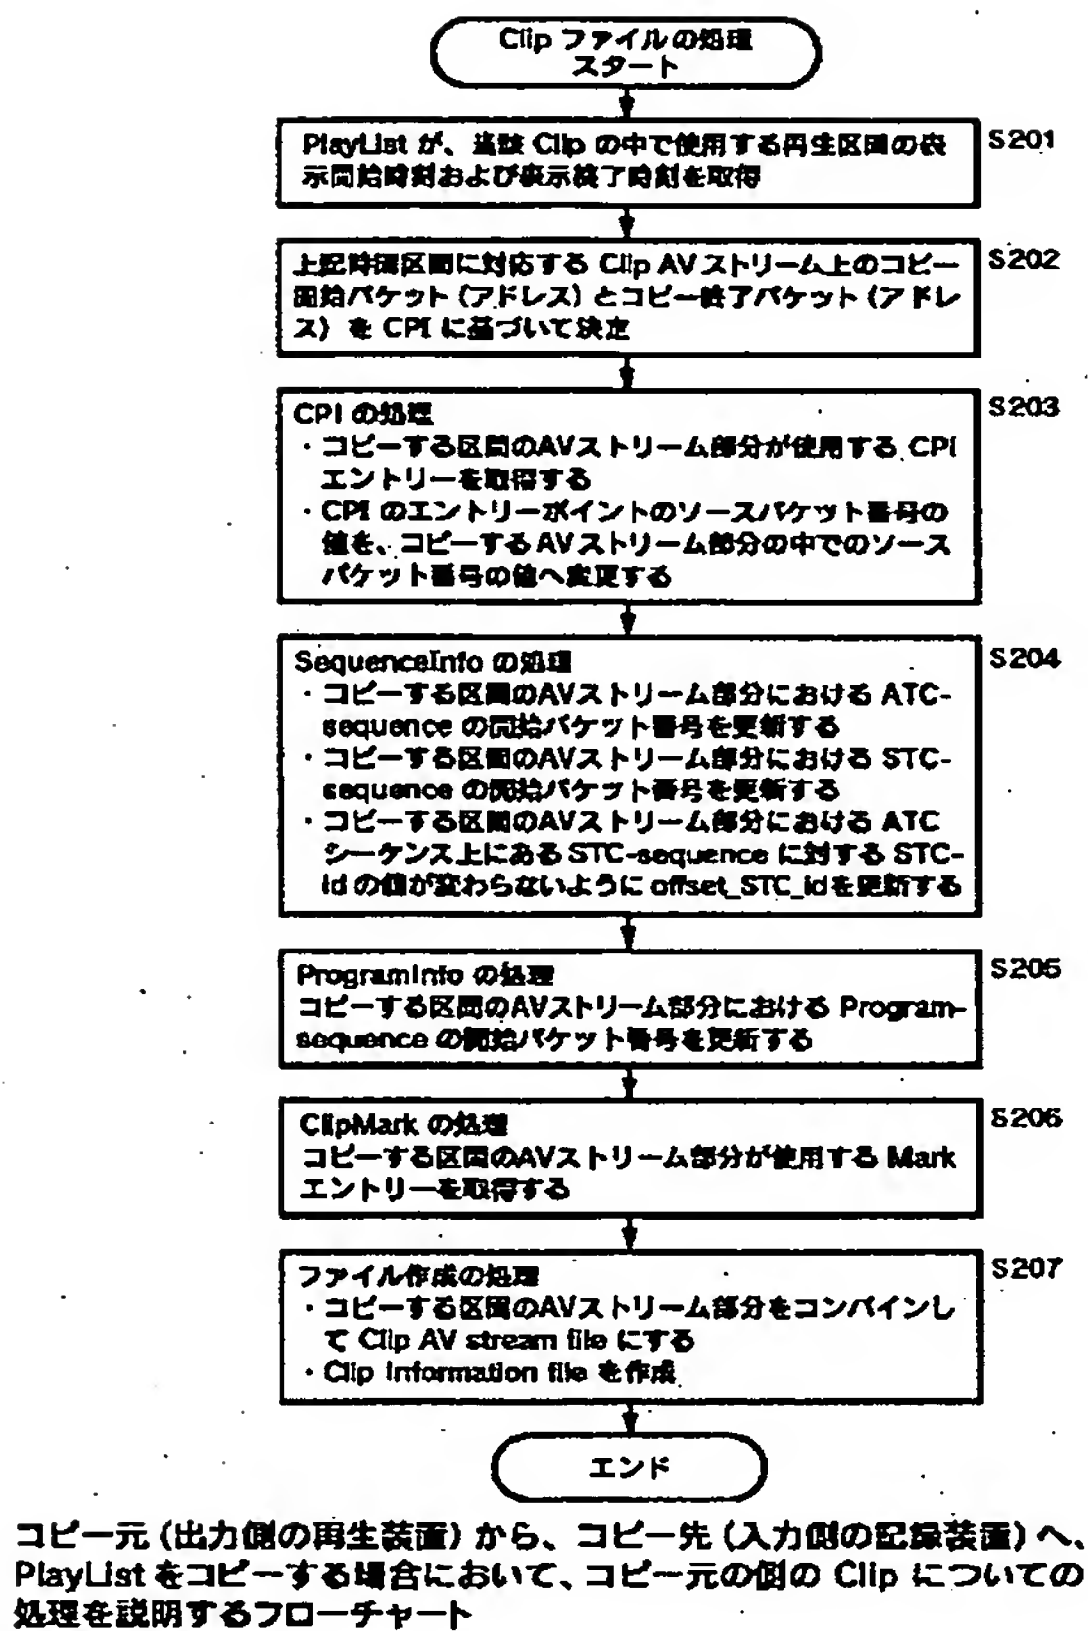 Clip ファイルの処理
スタート
PlayList が、当該 Clip の中で使用する再生区間の表
示開始時刻および表示終了時刻を取得
S201
上記時間区間に対応する Clip AVストリーム上のコピー
開始パケット (アドレス) とコピー終了パケット (アドレ
ス) を CPI に基づいて決定
S202
CPI の処理
・コピーする区間のAVストリーム部分が使用する CPI
エントリーを取得する
・CPI のエントリーポイントのソースパケット番号の
値を、コピーする AVストリーム部分の中でのソース
パケット番号の値へ変更する
S203
SequenceInfo の処理
・コピーする区間のAVストリーム部分における ATC-
sequence の開始パケット番号を更新する
・コピーする区間のAVストリーム部分における STC-
sequence の開始パケット番号を更新する
・コピーする区間のAVストリーム部分における ATC
シーケンス上にある STC-sequence に対する STC-
id の値が変わらないように offset_STC_idを更新する
S204
ProgramInfo の処理
コピーする区間のAVストリーム部分における Program-
sequence の開始パケット番号を更新する
S205
ClipMark の処理
コピーする区間のAVストリーム部分が使用する Mark
エントリーを取得する
S206
ファイル作成の処理
・コピーする区間のAVストリーム部分をコンバインし
て Clip AV stream file にする
・Clip Information file を作成
S207
エンド
コピー元 (出力側の再生装置) から、コピー先 (入力側の記録装置) へ、
PlayList をコピーする場合において、コピー元の側の Clip についての
処理を説明するフローチャート